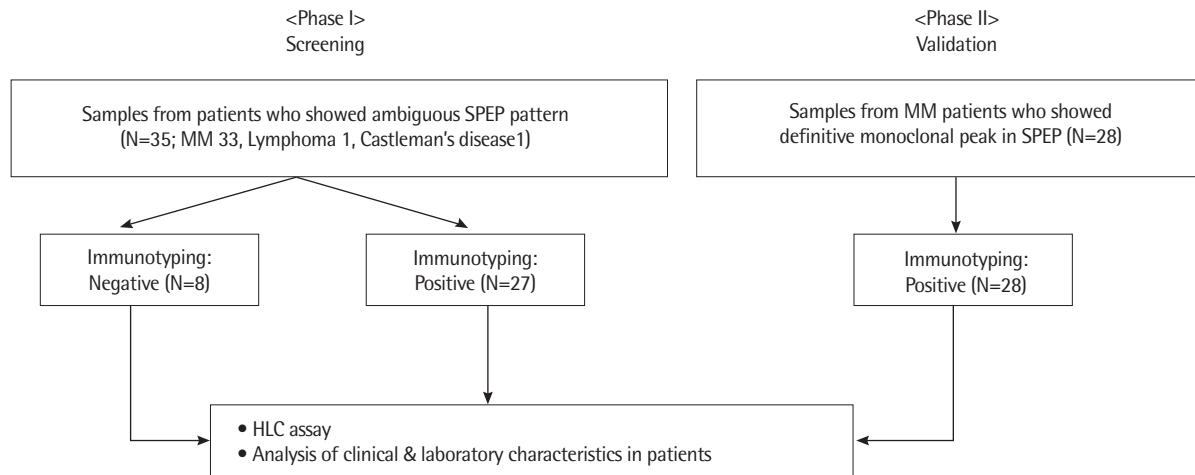 <Phase I>
Screening
<Phase II>
Validation
Samples from patients who showed ambiguous SPEP pattern
(N=35; MM 33, Lymphoma 1, Castleman's disease1)
Samples from MM patients who showed
definitive monoclonal peak in SPEP (N=28)
Immunotyping:
Negative (N=8)
Immunotyping:
Positive (N=27)
Immunotyping:
Positive (N=28)
• HLC assay
• Analysis of clinical & laboratory characteristics in patients